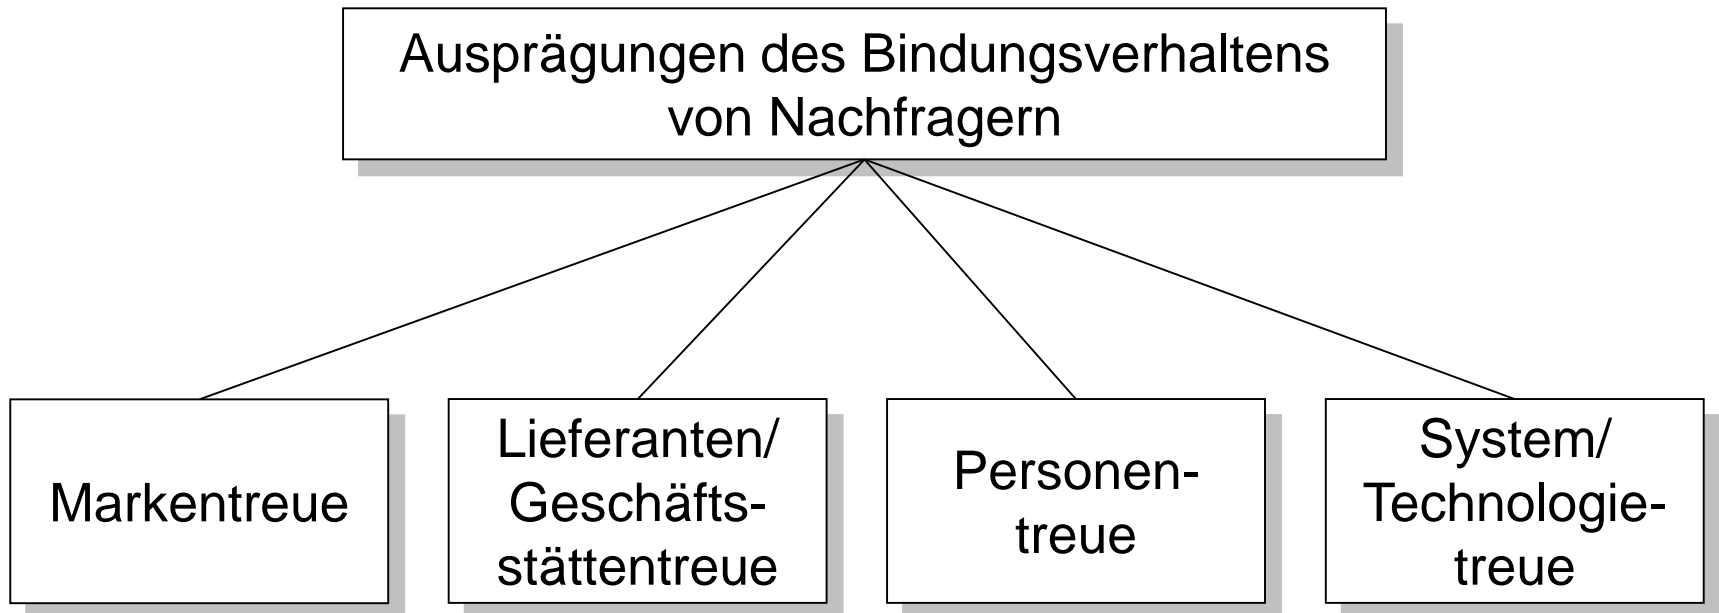 Ausprägungen des Bindungsverhaltens
von Nachfragern
Markentreue
Lieferanten/
Geschäfts-
stättentreue
Personen-
treue
System/
Technologie-
treue